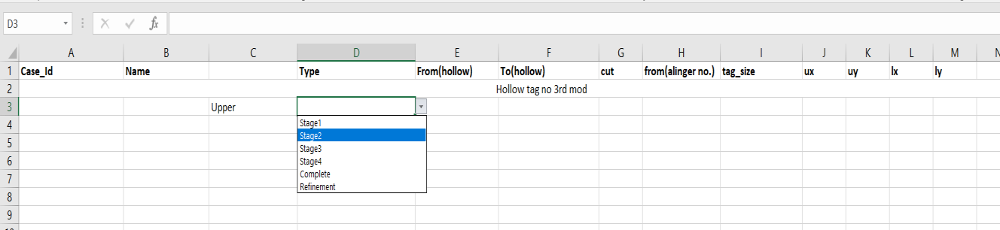 D3 fx
A B C D E F G H I J K L M N
1 Case_Id Name Type From(hollow) To(hollow) cut from(alinger no.) tag_size ux uy lx ly
2 Hollow tag no 3rd mod
3 Upper
4 Stage1
Stage2
5 Stage3
6 Stage4
7 Complete
Refinement
8
9